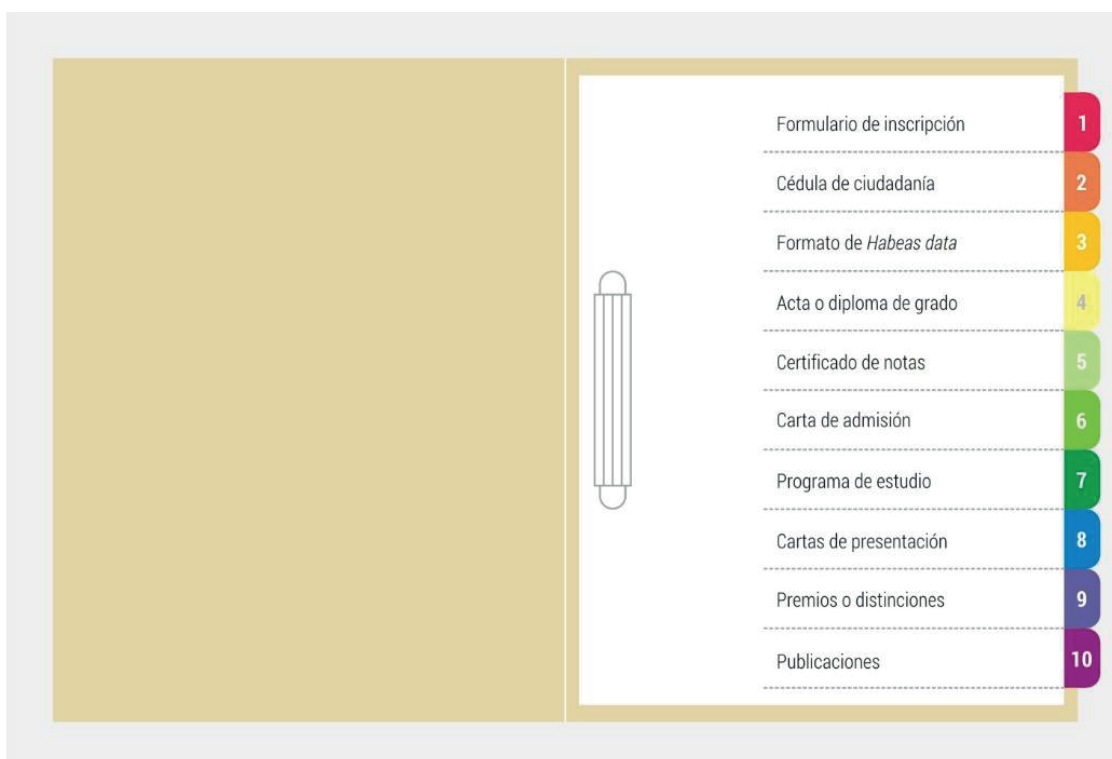 Formulario de inscripción 1
Cédula de ciudadanía 2
Formato de Habeas data 3
Acta o diploma de grado 4
Certificado de notas 5
Carta de admisión 6
Programa de estudio 7
Cartas de presentación 8
Premios o distinciones 9
Publicaciones 10